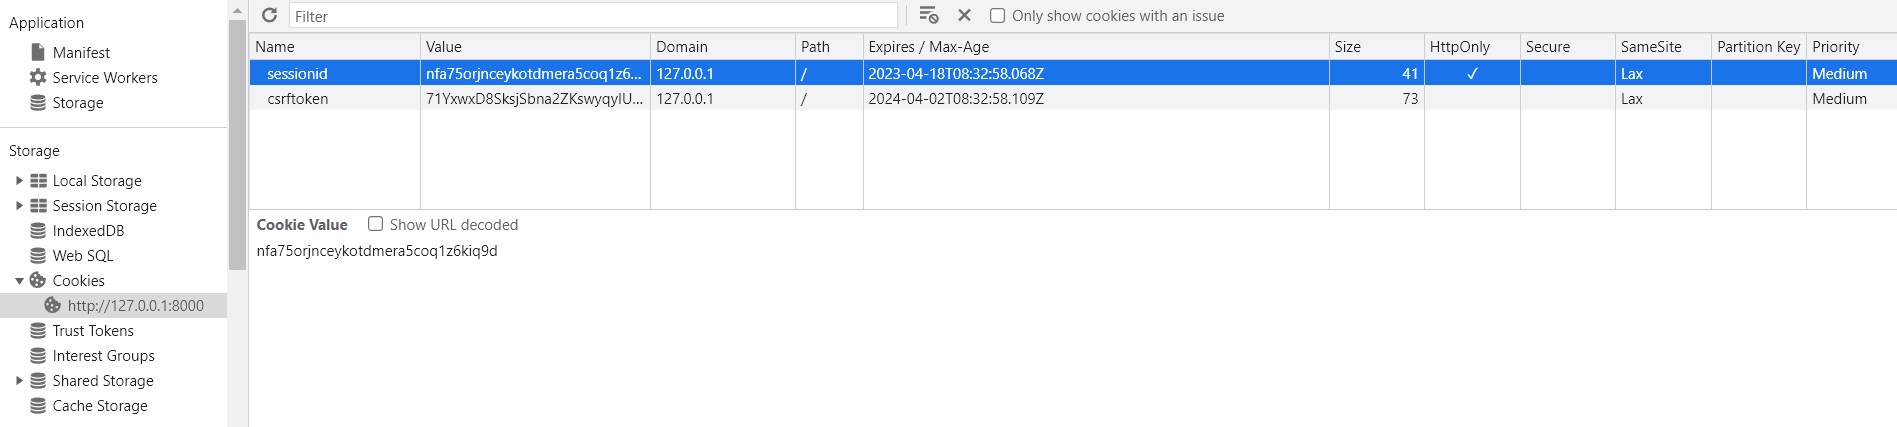 Application
Manifest
Service Workers
Storage
Storage
Local Storage
Session Storage
IndexedDB
Web SQL
Cookies
http://127.0.0.1:8000
Trust Tokens
Interest Groups
Shared Storage
Cache Storage
Filter
Only show cookies with an issue
Name Value Domain Path Expires / Max-Age Size HttpOnly Secure SameSite Partition Key Priority
sessionid nfa75orjnceykotdmera5coq1z6... 127.0.0.1 / 2023-04-18T08:32:58.068Z 41 ✓ Lax Medium
csrftoken 71YxwxD8SksjSbna2ZKswyqylU... 127.0.0.1 / 2024-04-02T08:32:58.109Z 73 Lax Medium
Cookie Value Show URL decoded
nfa75orjnceykotdmera5coq1z6kiq9d